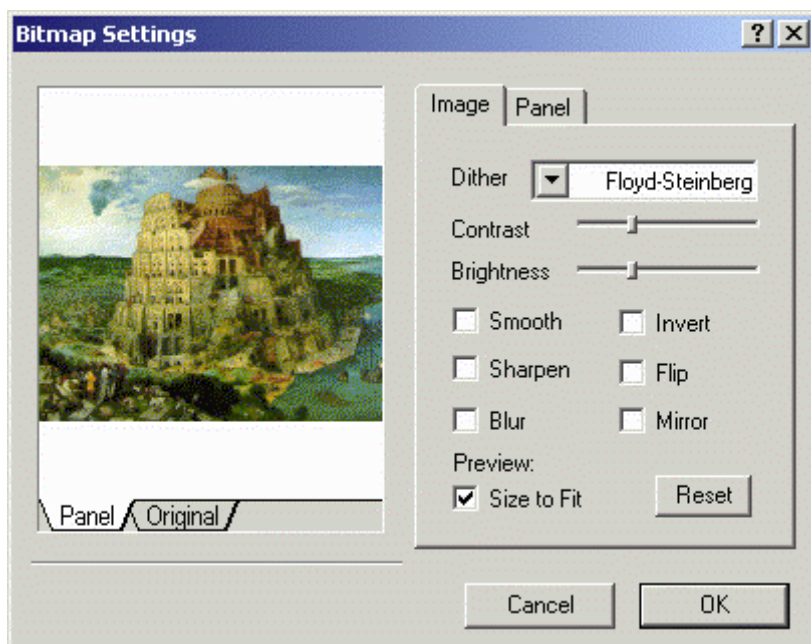 Bitmap Settings
Image
Panel
Dither
Floyd-Steinberg
Contrast
Brightness
Smooth
Invert
Sharpen
Flip
Blur
Mirror
Preview:
Size to Fit
Reset
Panel
Original
Cancel
OK